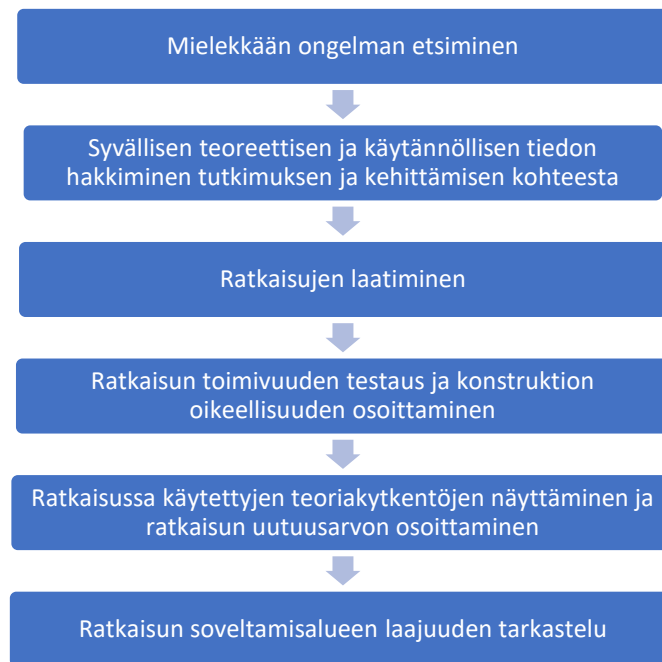 Mielekkään ongelman etsiminen
Syvällisen teoreettisen ja käytännöllisen tiedon
hakkiminen tutkimuksen ja kehittämisen kohteesta
Ratkaisujen laatiminen
Ratkaisun toimivuuden testaus ja konstruktion
oikeellisuuden osoittaminen
Ratkaisussa käytettyjen teoriakytkentöjen näyttäminen ja
ratkaisun uutuusarvon osoittaminen
Ratkaisun soveltamisalueen laajuuden tarkastelu